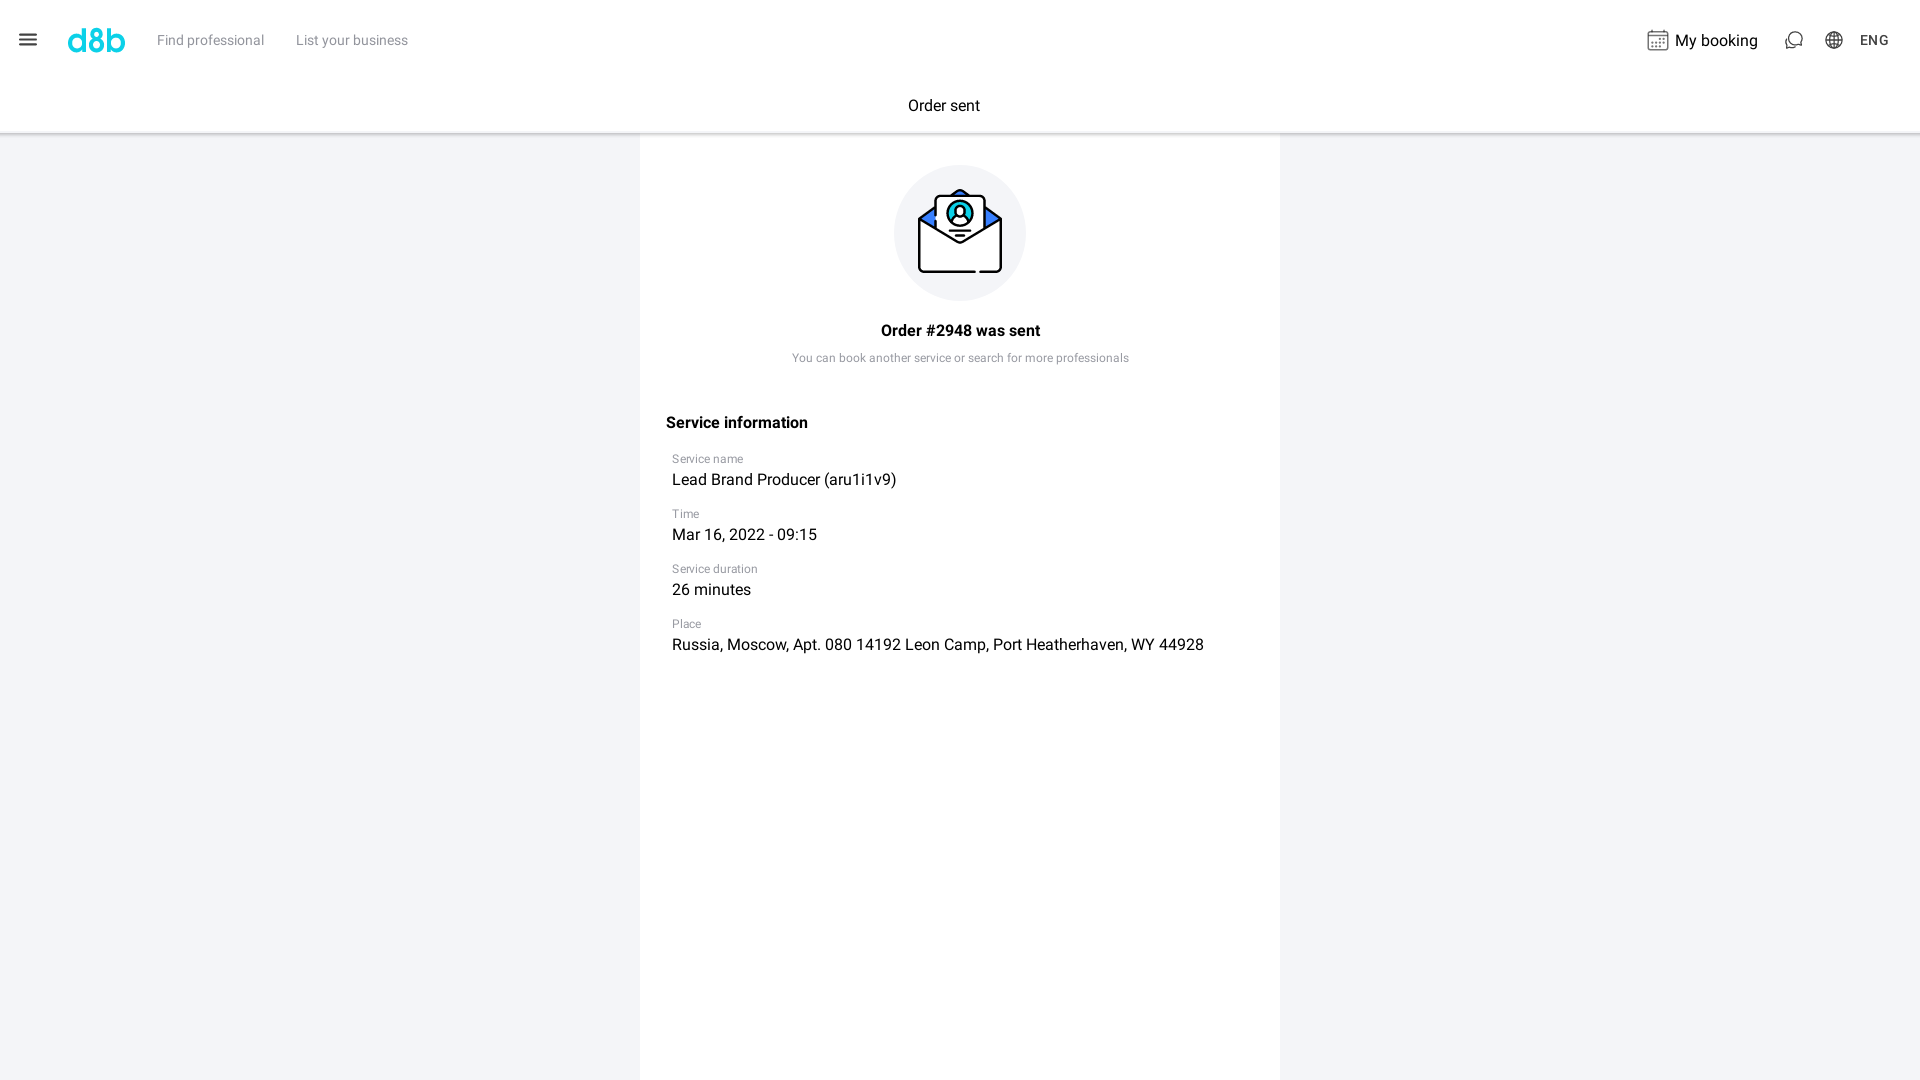 d8b
Find professional
List your business
My booking
ENG
Order sent
Order #2948 was sent
You can book another service or search for more professionals
Service information
Service name
Lead Brand Producer (aru1i1v9)
Time
Mar 16, 2022 - 09:15
Service duration
26 minutes
Place
Russia, Moscow, Apt. 080 14192 Leon Camp, Port Heatherhaven, WY 44928